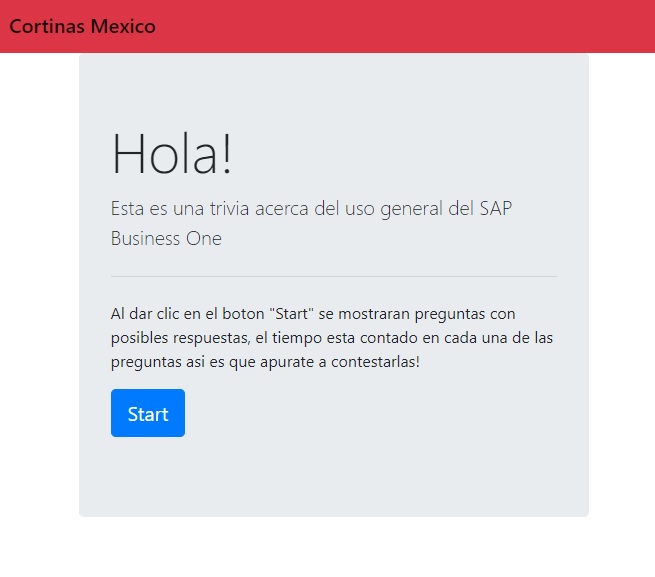 Cortinas Mexico
Hola!
Esta es una trivia acerca del uso general del SAP
Business One
Al dar clic en el boton "Start" se mostraran preguntas con
posibles respuestas, el tiempo esta contado en cada una de las
preguntas asi es que apurate a contestarlas!
Start